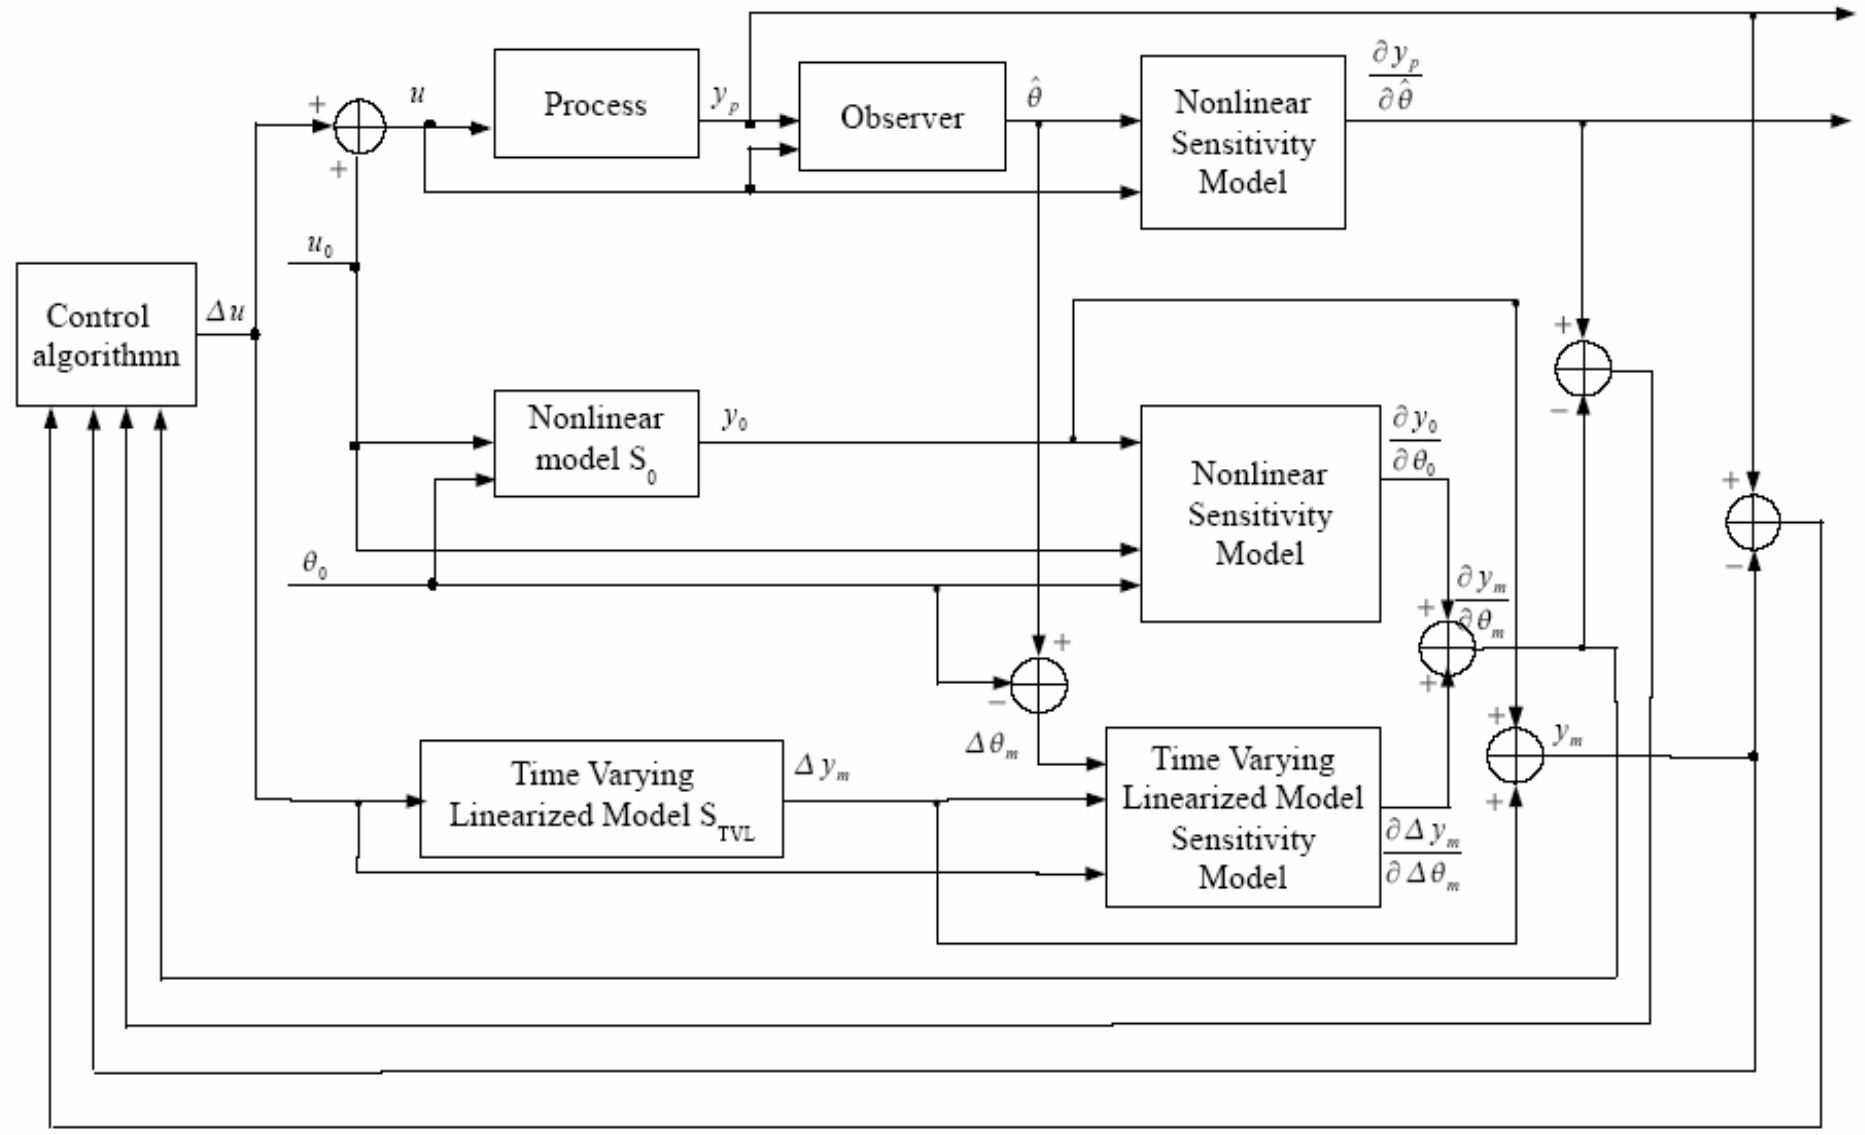 u
Process
y_p
Observer
θ̂
Nonlinear
Sensitivity
Model
∂y_p
∂θ̂
+
+
u_0
Control
algorithmn
Δu
Nonlinear
model S_0
y_0
Nonlinear
Sensitivity
Model
∂y_0
∂θ_0
+
−
+
−
θ_0
∂y_m
∂θ_m
+
+
+
−
Δθ_m
Time Varying
Linearized Model S_TVL
Δy_m
Time Varying
Linearized Model
Sensitivity
Model
∂Δy_m
∂Δθ_m
+
+
y_m